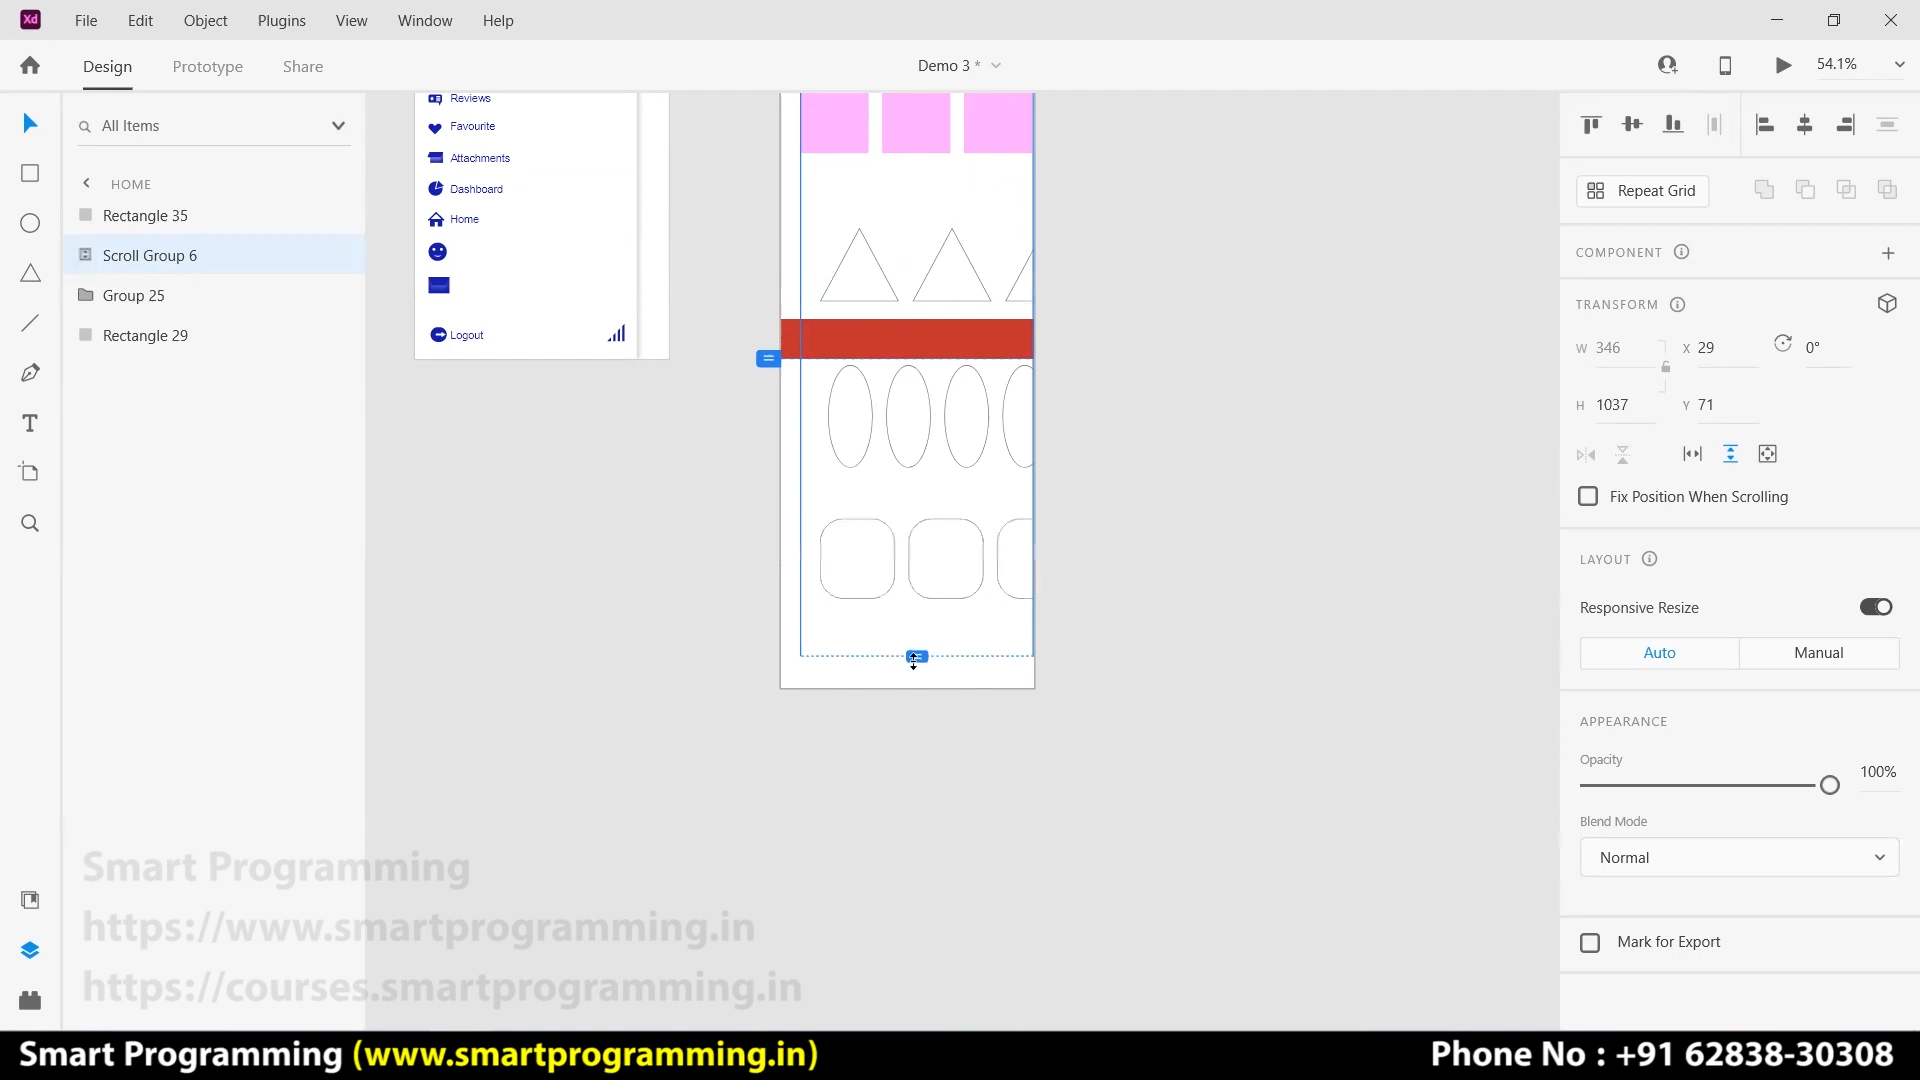 Xd File Edit Object Plugins View Window Help
Design Prototype Share Demo 3 * 54.1%
All Items
HOME
Rectangle 35
Scroll Group 6
Group 25
Rectangle 29
Reviews
Favourite
Attachments
Dashboard
Home
Logout
Repeat Grid
COMPONENT
TRANSFORM
W 346 X 29 0°
H 1037 Y 71
Fix Position When Scrolling
LAYOUT
Responsive Resize
Auto Manual
APPEARANCE
Opacity
100%
Blend Mode
Normal
Mark for Export
Smart Programming
https://www.smartprogramming.in
https://courses.smartprogramming.in
Smart Programming (www.smartprogramming.in) Phone No : +91 62838-30308